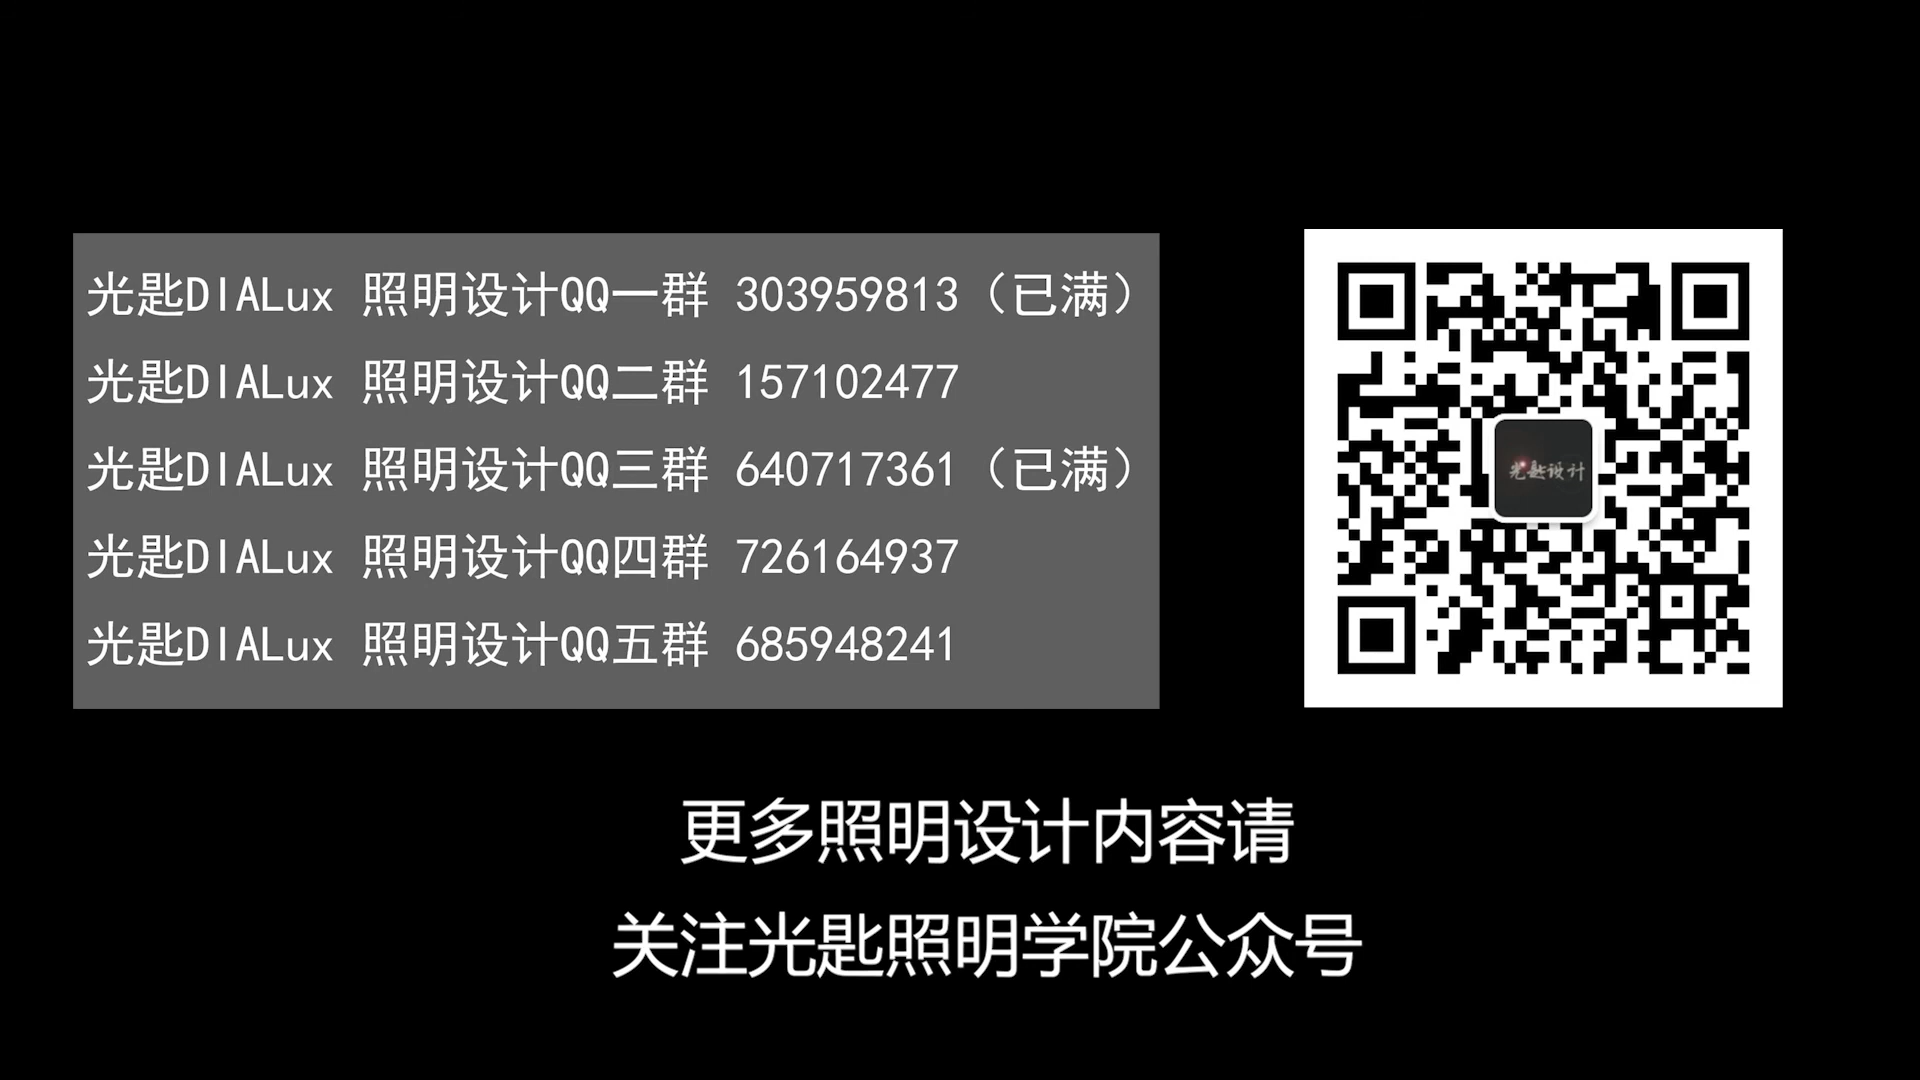 光匙DIALux 照明设计QQ一群 303959813（已满）
光匙DIALux 照明设计QQ二群 157102477
光匙DIALux 照明设计QQ三群 640717361（已满）
光匙DIALux 照明设计QQ四群 726164937
光匙DIALux 照明设计QQ五群 685948241
光匙设计
更多照明设计内容请
关注光匙照明学院公众号